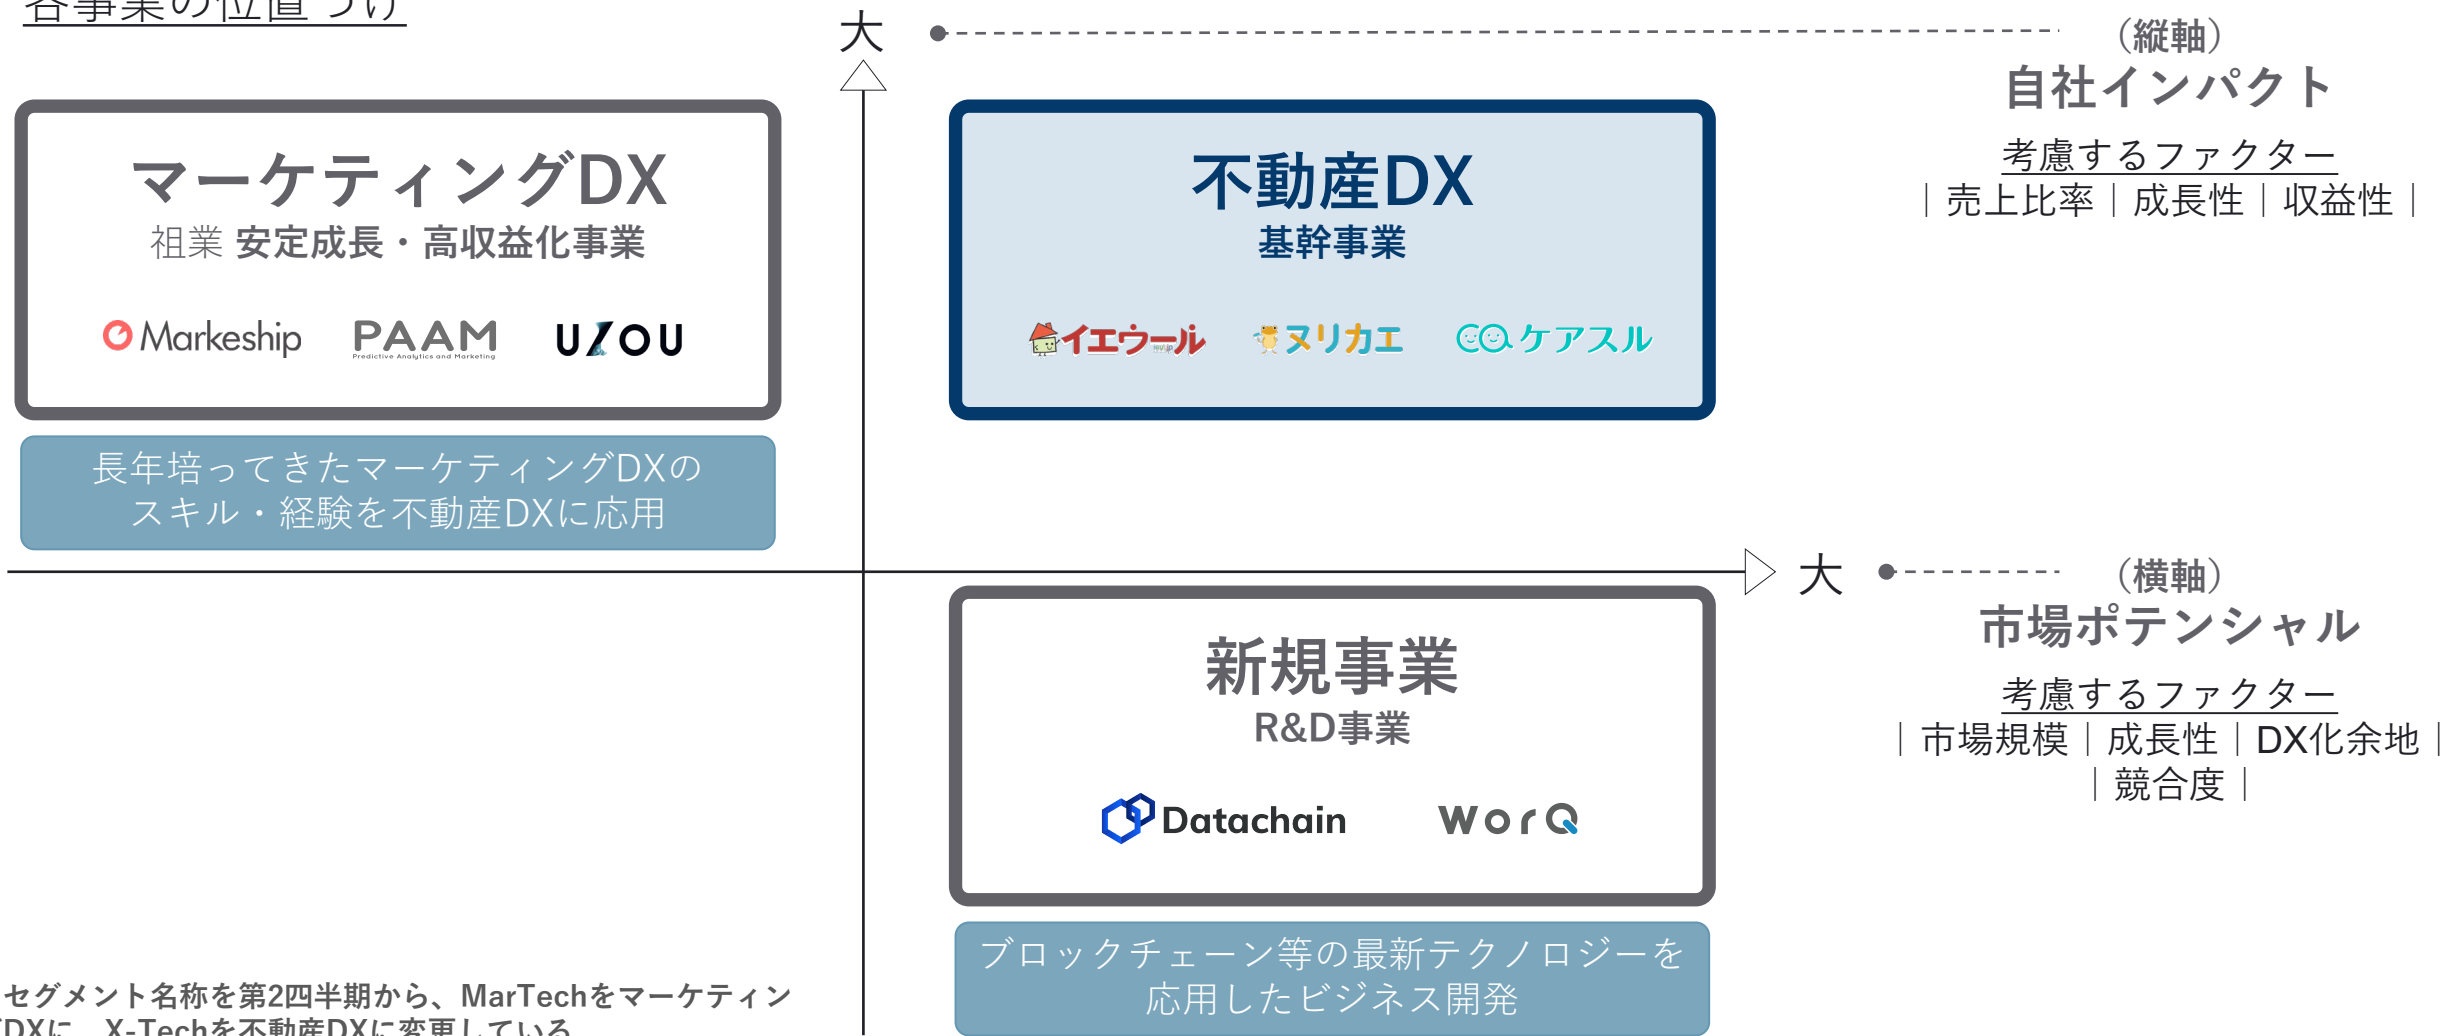 各事業の位置づけ
大
（縦軸）
自社インパクト
考慮するファクター
｜売上比率｜成長性｜収益性｜
マーケティングDX
祖業 安定成長・高収益化事業
Markeship
PAAM
Predictive Analytics and Marketing
UZOU
長年培ってきたマーケティングDXの
スキル・経験を不動産DXに応用
不動産DX
基幹事業
イエウール
ヌリカエ
ケアスル
大
（横軸）
市場ポテンシャル
考慮するファクター
｜市場規模｜成長性｜DX化余地｜
｜競合度｜
新規事業
R&D事業
Datachain
WorQ
ブロックチェーン等の最新テクノロジーを
応用したビジネス開発
セグメント名称を第2四半期から、MarTechをマーケティン
グDXに、X-Techを不動産DXに変更している